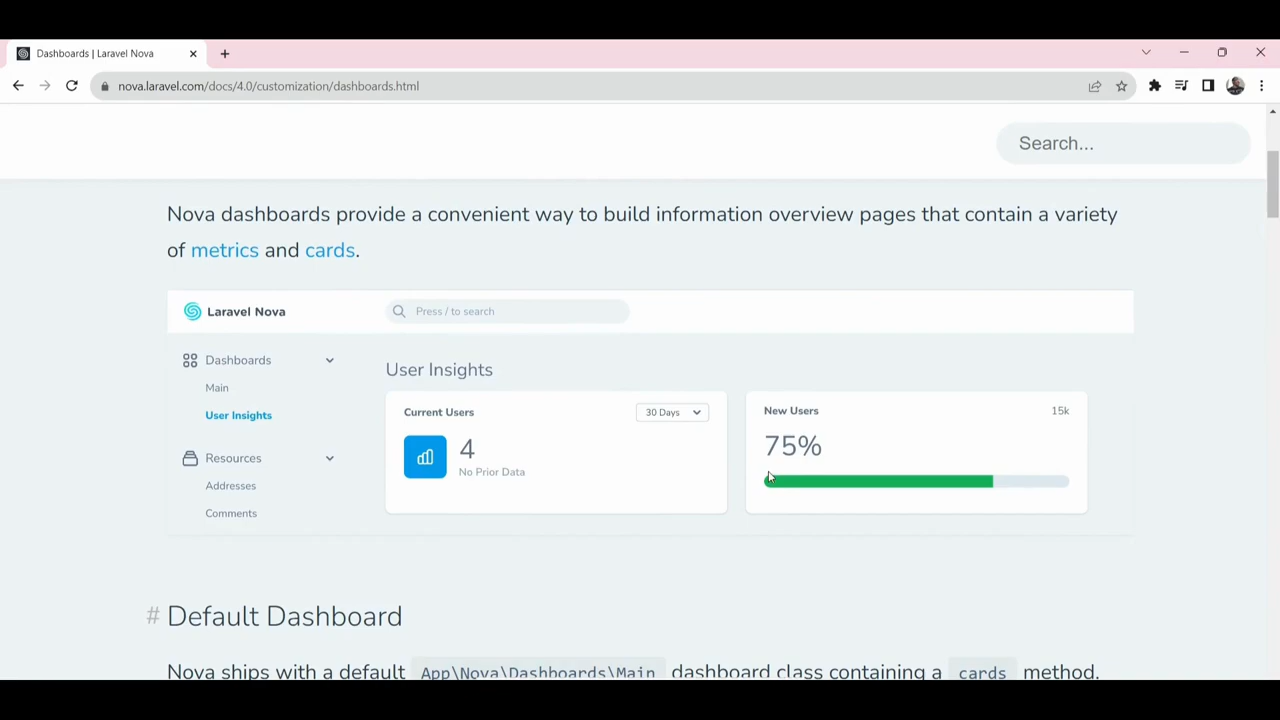 Dashboards | Laravel Nova
nova.laravel.com/docs/4.0/customization/dashboards.html
Search...
Nova dashboards provide a convenient way to build information overview pages that contain a variety
of metrics and cards.
Laravel Nova
Press / to search
Dashboards
Main
User Insights
Resources
Addresses
Comments
User Insights
Current Users
30 Days
4
No Prior Data
New Users
15k
75%
# Default Dashboard
Nova ships with a default App\Nova\Dashboards\Main dashboard class containing a cards method.